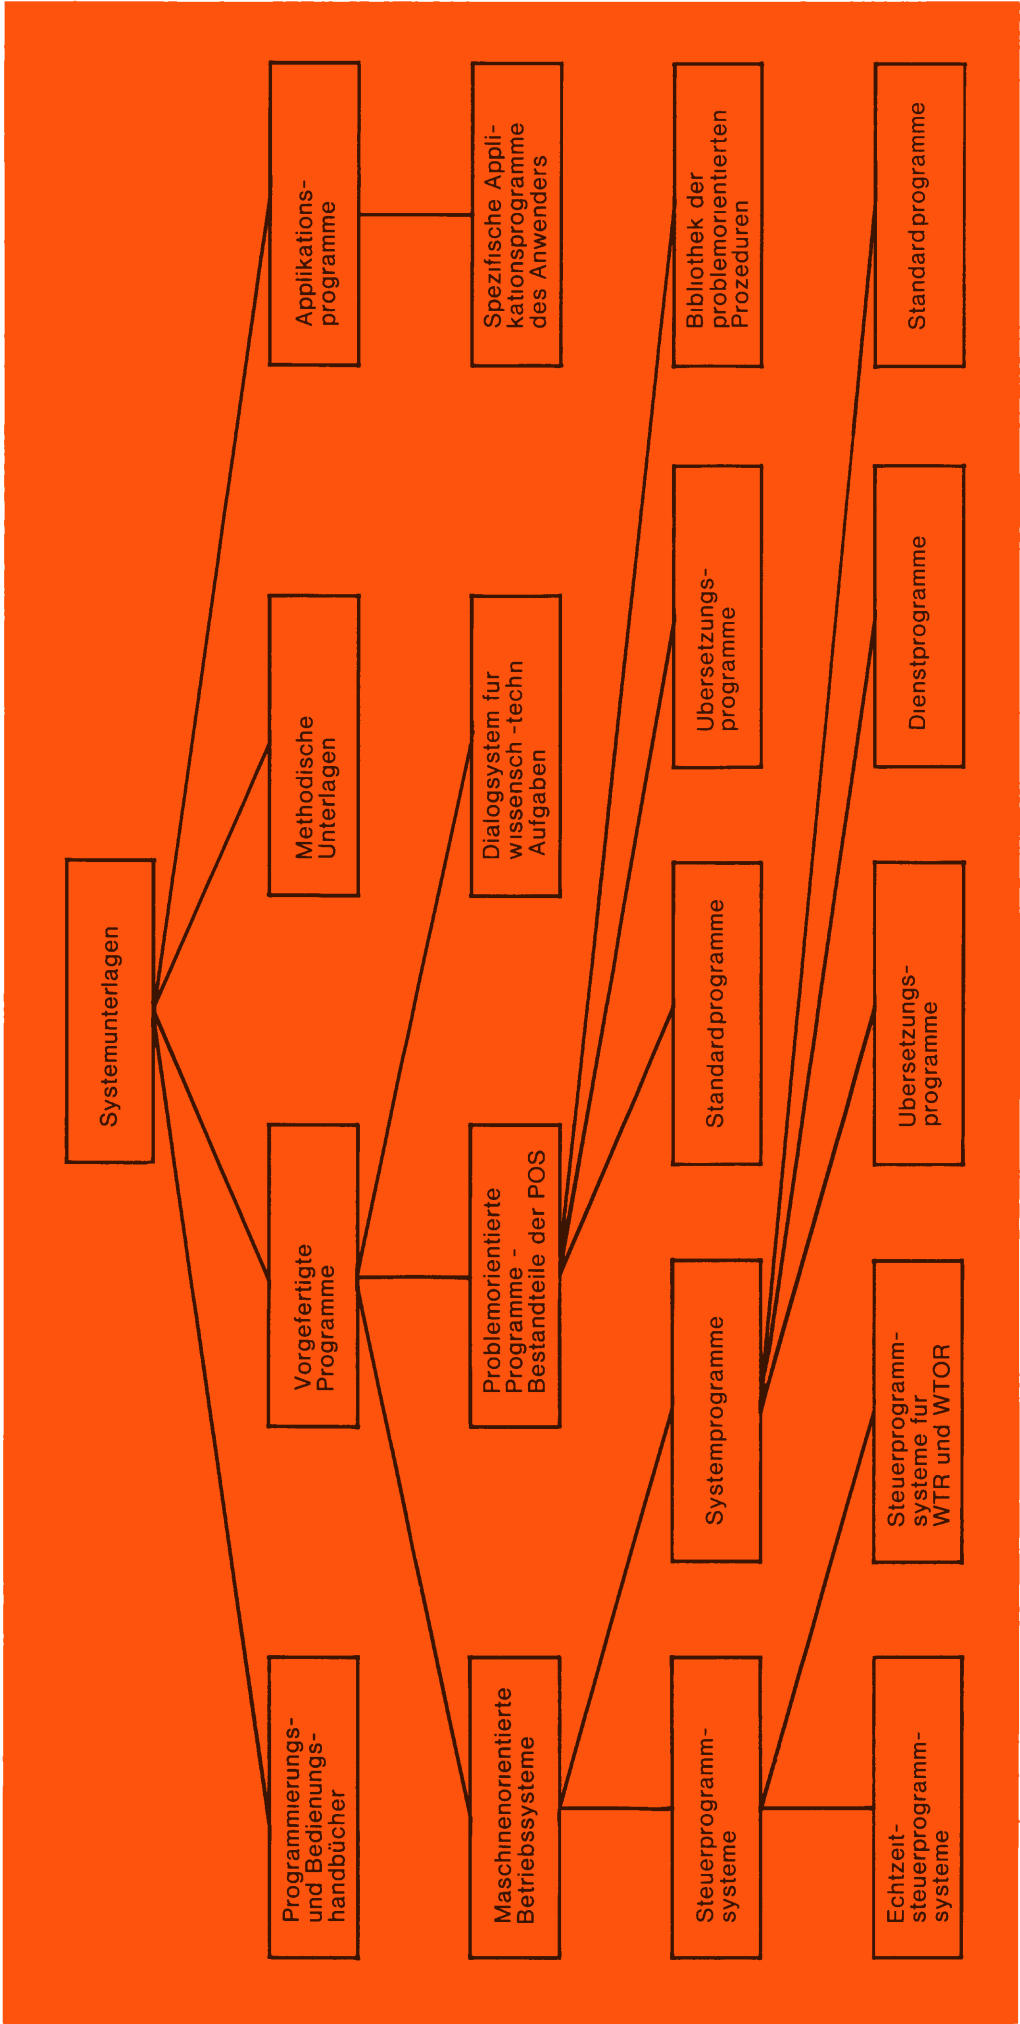 Systemunterlagen
Programmierungs-
und Bedienungs-
handbücher
Vorgefertigte
Programme
Methodische
Unterlagen
Applikations-
programme
Maschinenorientierte
Betriebssysteme
Problemorientierte
Programme -
Bestandteile der POS
Dialogsystem fur
wissensch -techn
Aufgaben
Spezifische Appli-
kationsprogramme
des Anwenders
Steuerprogramm-
systeme
Systemprogramme
Standardprogramme
Ubersetzungs-
programme
Bibliothek der
problemorientierten
Prozeduren
Echtzeit-
steuerprogramm-
systeme
Steuerprogramm-
systeme fur
WTR und WTOR
Ubersetzungs-
programme
Dienstprogramme
Standardprogramme